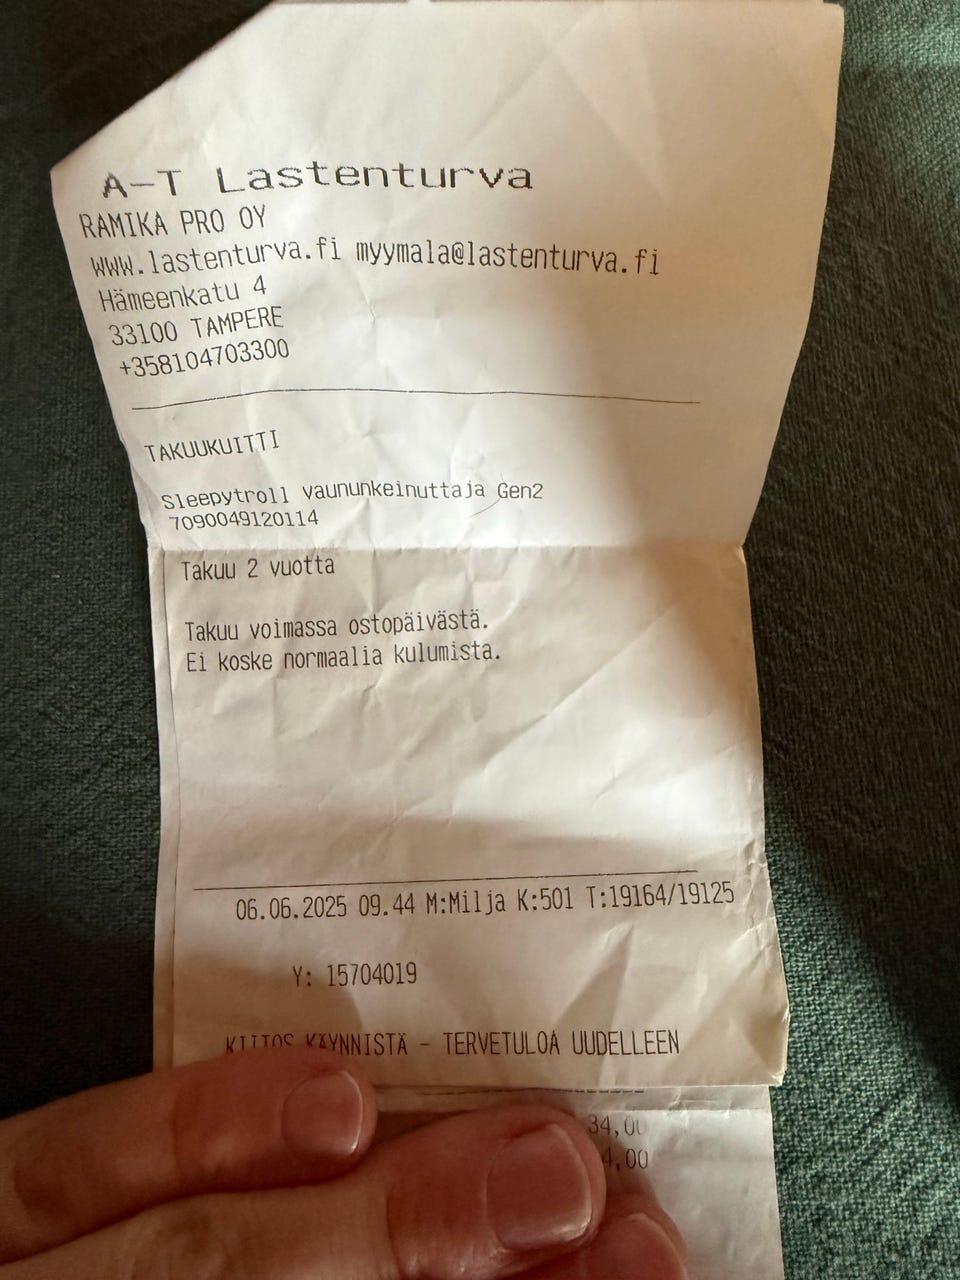 A-T Lastenturva
RAMIKA PRO OY
www.lastenturva.fi myymala@lastenturva.fi
Hämeenkatu 4
33100 TAMPERE
+358104703300
TAKUUKUITTI
Sleepytroll vaununkeinuttaja Gen2
7090049120114
Takuu 2 vuotta
Takuu voimassa ostopäivästä.
Ei koske normaalia kulumista.
06.06.2025 09.44 M:Milja K:501 T:19164/19125
Y: 15704019
KIITOS KÄYNNISTÄ - TERVETULOA UUDELLEEN